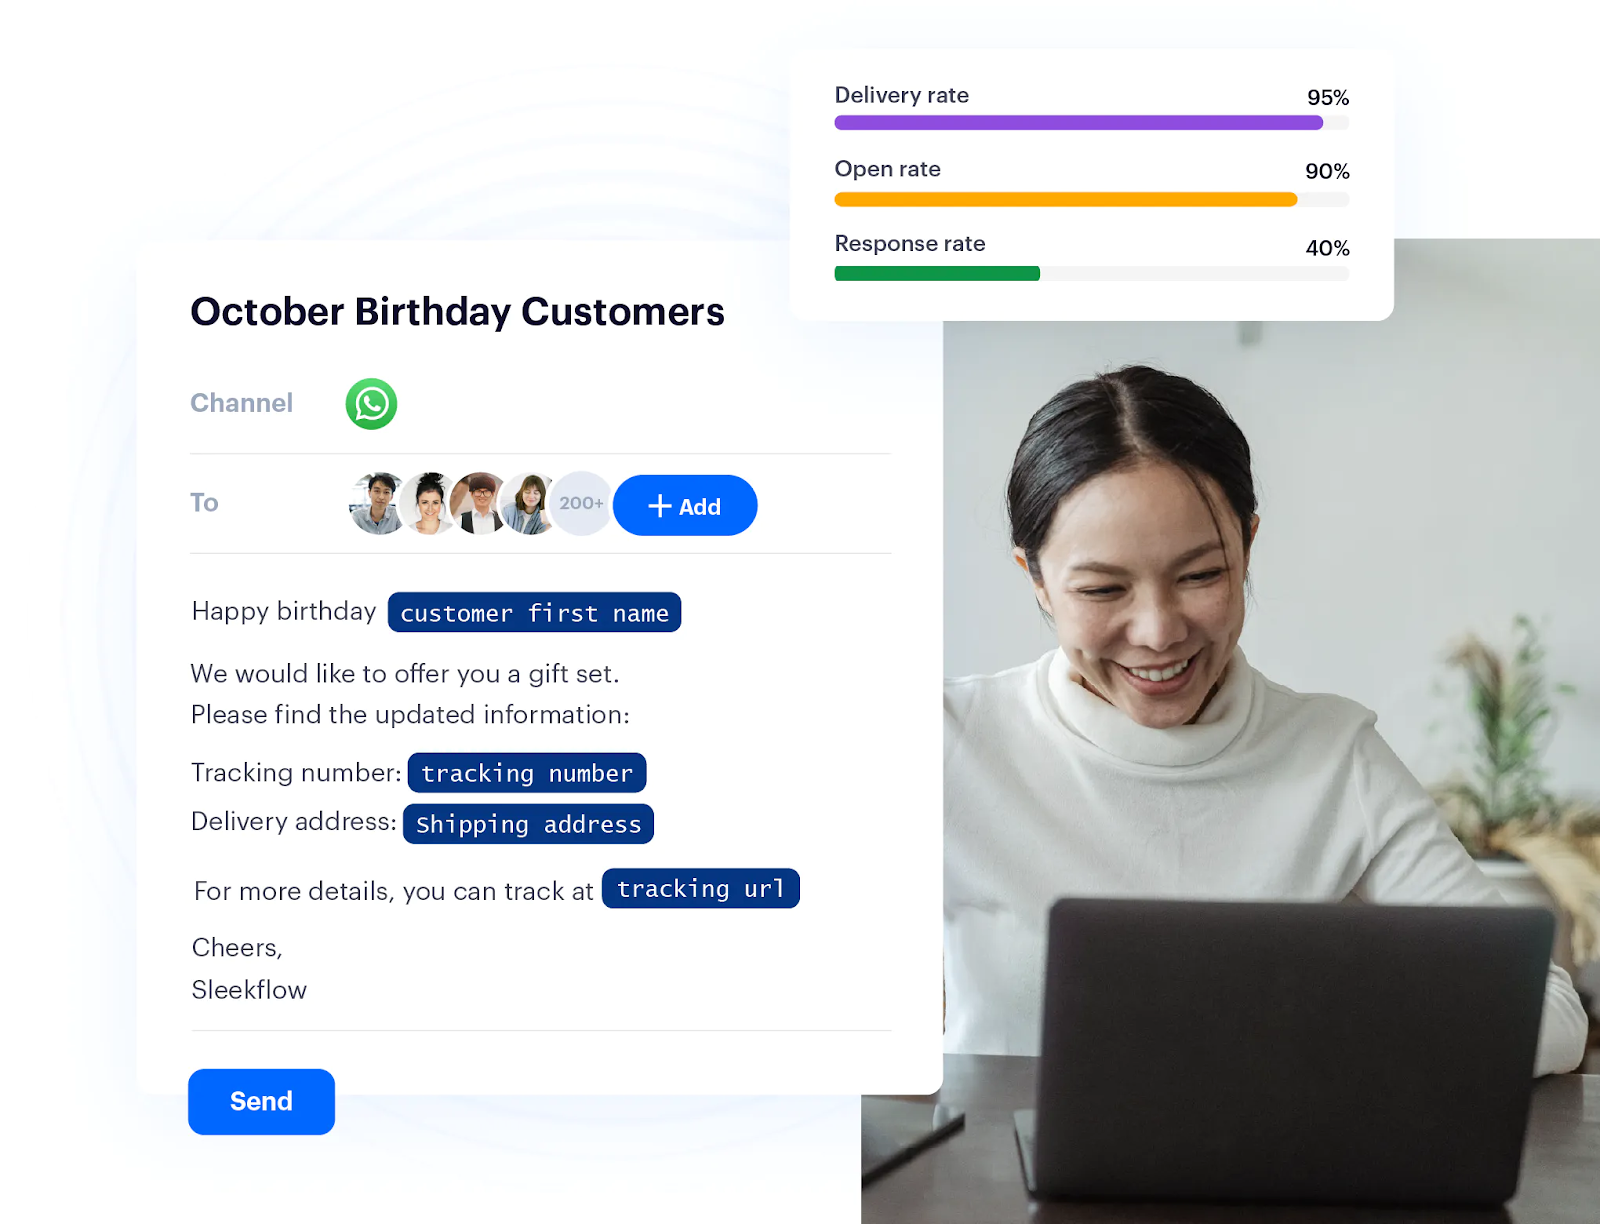 Delivery rate 95%
Open rate 90%
Response rate 40%
October Birthday Customers
Channel
To 200+ + Add
Happy birthday customer first name
We would like to offer you a gift set.
Please find the updated information:
Tracking number: tracking number
Delivery address: Shipping address
For more details, you can track at tracking url
Cheers,
Sleekflow
Send